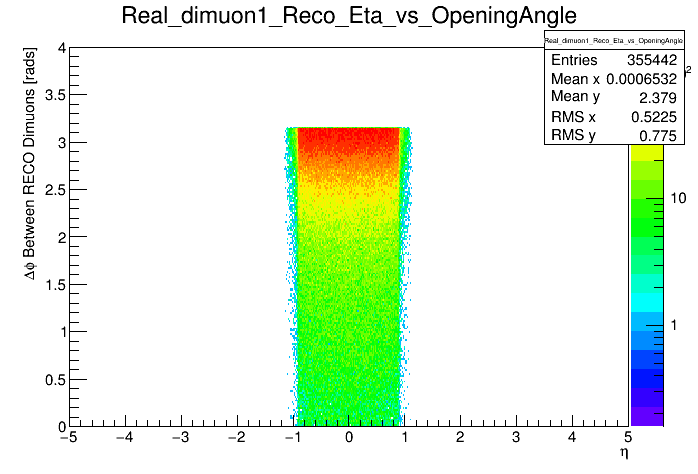 Real_dimuon1_Reco_Eta_vs_OpeningAngle
Real_dimuon1_Reco_Eta_vs_OpeningAngle
Entries 355442
Mean x 0.0006532
Mean y 2.379
RMS x 0.5225
RMS y 0.775
Δϕ Between RECO Dimuons [rads]
4
3.5
3
2.5
2
1.5
1
0.5
0
−5 −4 −3 −2 −1 0 1 2 3 4 5
η
2
10
1